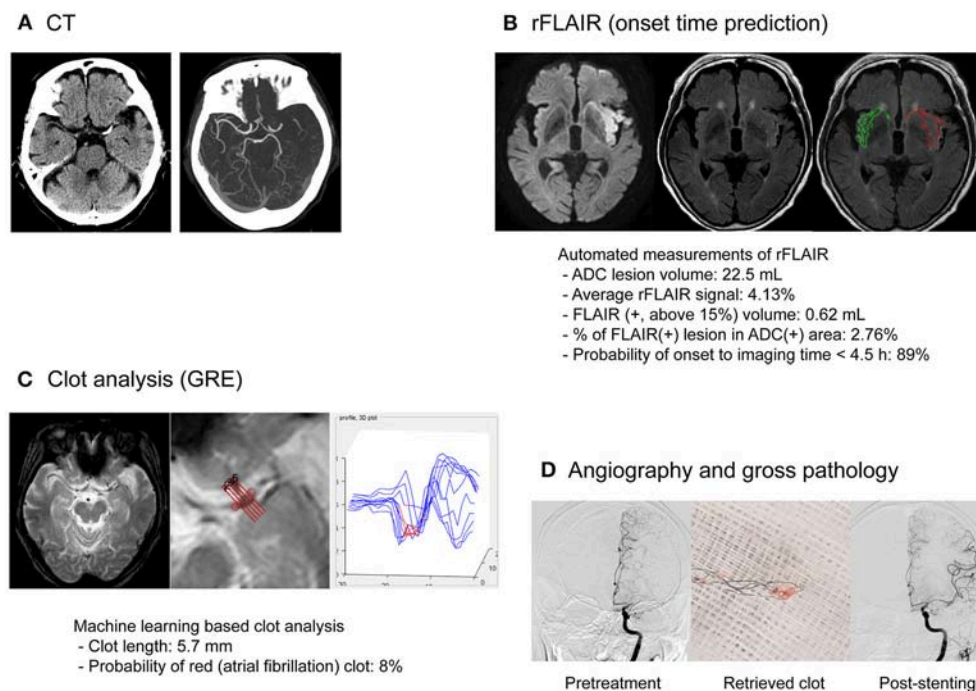 A CT
B rFLAIR (onset time prediction)
Automated measurements of rFLAIR
- ADC lesion volume: 22.5 mL
- Average rFLAIR signal: 4.13%
- FLAIR (+, above 15%) volume: 0.62 mL
- % of FLAIR(+) lesion in ADC(+) area: 2.76%
- Probability of onset to imaging time < 4.5 h: 89%
C Clot analysis (GRE)
profile, 3D plot
Machine learning based clot analysis
- Clot length: 5.7 mm
- Probability of red (atrial fibrillation) clot: 8%
D Angiography and gross pathology
Pretreatment
Retrieved clot
Post-stenting